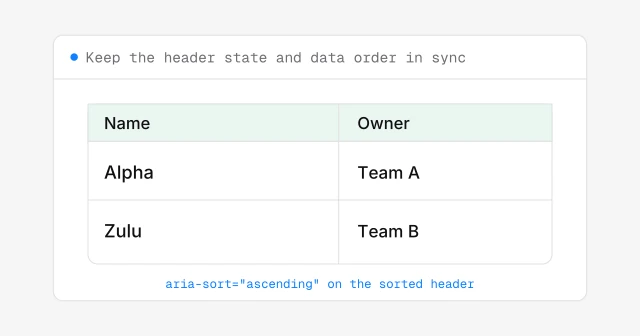 Keep the header state and data order in sync
Name Owner
Alpha Team A
Zulu Team B
aria-sort="ascending" on the sorted header